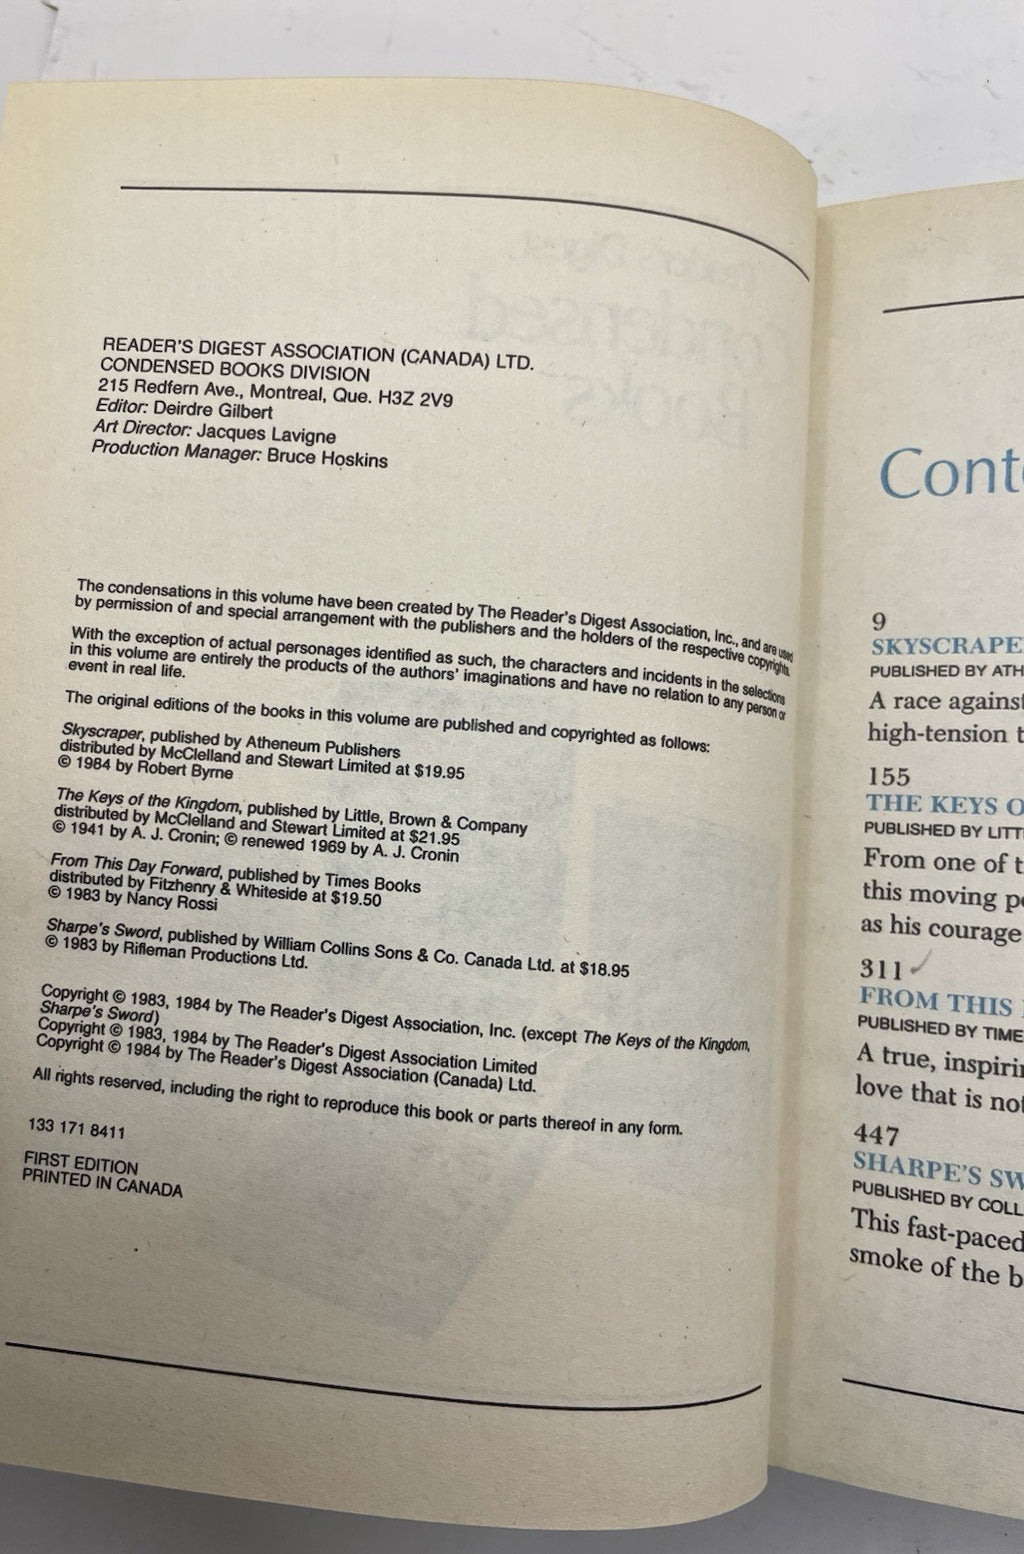 READER'S DIGEST ASSOCIATION (CANADA) LTD.
CONDENSED BOOKS DIVISION
215 Redfern Ave., Montreal, Que. H3Z 2V9
Editor: Deirdre Gilbert
Art Director: Jacques Lavigne
Production Manager: Bruce Hoskins
The condensations in this volume have been created by The Reader's Digest Association, Inc., and are used
by permission of and special arrangement with the publishers and the holders of the respective copyrights.
With the exception of actual personages identified as such, the characters and incidents in the selections
in this volume are entirely the products of the authors' imaginations and have no relation to any person or
event in real life.
The original editions of the books in this volume are published and copyrighted as follows:
Skyscraper, published by Atheneum Publishers
distributed by McClelland and Stewart Limited at $19.95
© 1984 by Robert Byrne
The Keys of the Kingdom, published by Little, Brown & Company
distributed by McClelland and Stewart Limited at $21.95
© 1941 by A. J. Cronin; © renewed 1969 by A. J. Cronin
From This Day Forward, published by Times Books
distributed by Fitzhenry & Whiteside at $19.50
© 1983 by Nancy Rossi
Sharpe's Sword, published by William Collins Sons & Co. Canada Ltd. at $18.95
© 1983 by Rifleman Productions Ltd.
Copyright © 1983, 1984 by The Reader's Digest Association, Inc. (except The Keys of the Kingdom,
Sharpe's Sword)
Copyright © 1983, 1984 by The Reader's Digest Association Limited
Copyright © 1984 by The Reader's Digest Association (Canada) Ltd.
All rights reserved, including the right to reproduce this book or parts thereof in any form.
133 171 8411
FIRST EDITION
PRINTED IN CANADA
Cont
9
SKYSCRAPE
PUBLISHED BY ATH
A race against
high-tension t
155
THE KEYS O
PUBLISHED BY LITT
From one of t
this moving p
as his courage
311
FROM THIS
PUBLISHED BY TIME
A true, inspirin
love that is not
447
SHARPE'S SW
PUBLISHED BY COLL
This fast-paced
smoke of the b